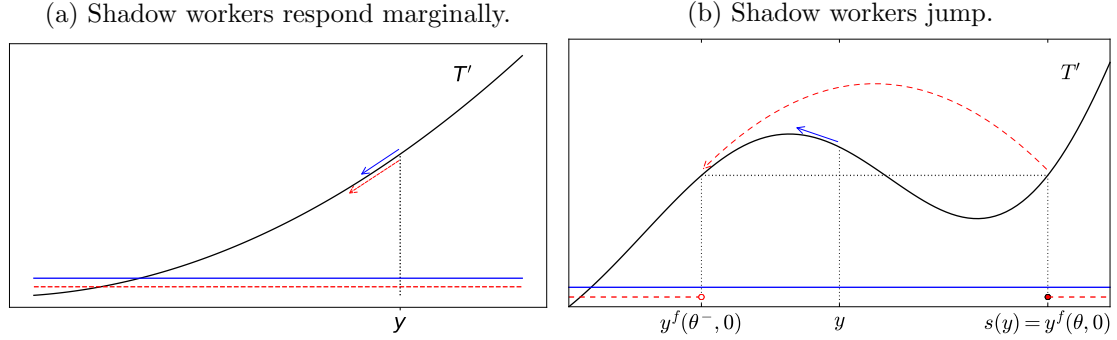 (a) Shadow workers respond marginally.
T′
y
(b) Shadow workers jump.
T′
y^f(θ^−, 0)
y
s(y) = y^f(θ, 0)